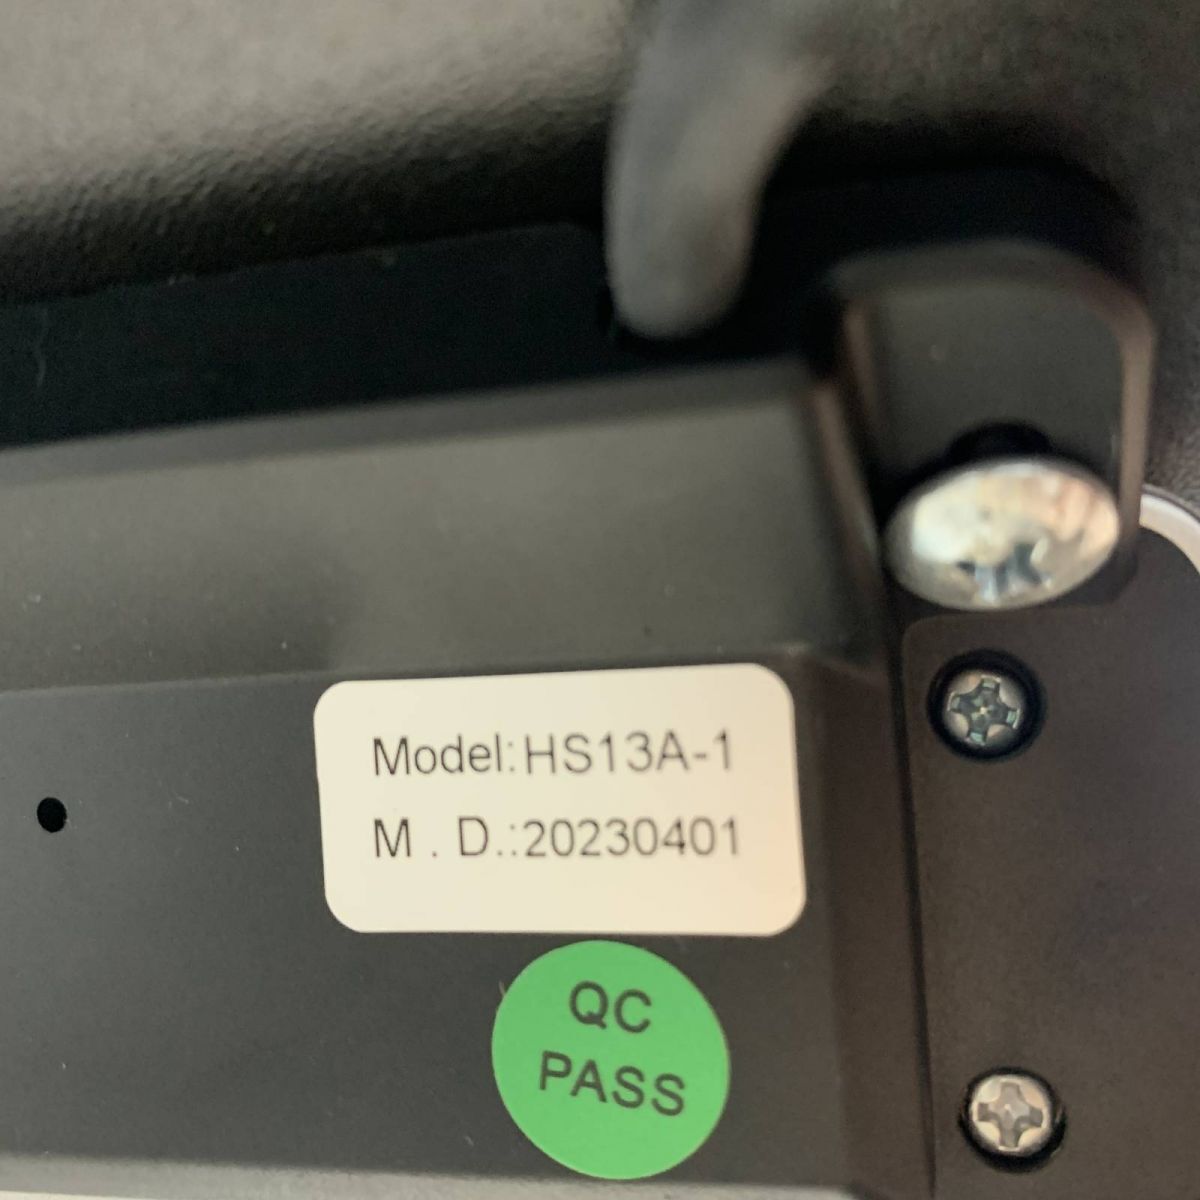 Model:HS13A-1
M . D.:20230401
QC
PASS